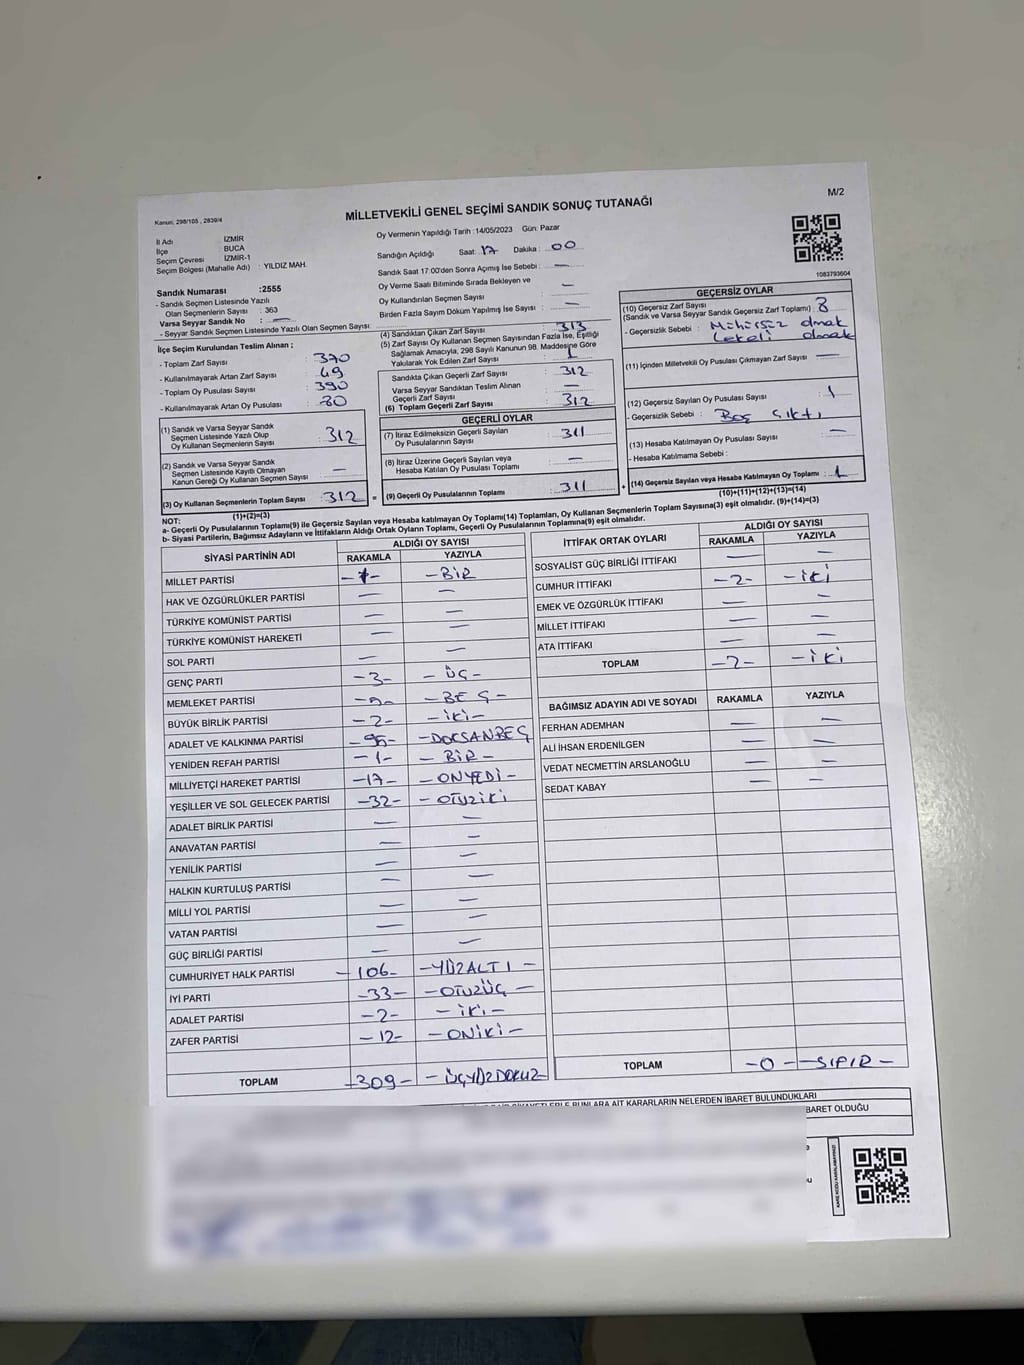 M/2
Kanun: 298/105 , 2839/4
MİLLETVEKİLİ GENEL SEÇİMİ SANDIK SONUÇ TUTANAĞI
İl Adı : İZMİR
İlçe : BUCA
Seçim Çevresi : İZMİR-1
Seçim Bölgesi (Mahalle Adı) : YILDIZ MAH.
Sandık Numarası :2555
- Sandık Seçmen Listesinde Yazılı
Olan Seçmenlerin Sayısı : 363
Varsa Seyyar Sandık No : —
- Seyyar Sandık Seçmen Listesinde Yazılı Olan Seçmen Sayısı:
Oy Vermenin Yapıldığı Tarih :14/05/2023 Gün: Pazar
Sandığın Açıldığı Saat: 17 Dakika : 00
Sandık Saat 17:00'den Sonra Açımış İse Sebebi : —
Oy Verme Saati Bitiminde Sırada Bekleyen ve
Oy Kullandırılan Seçmen Sayısı : —
Birden Fazla Sayım Döküm Yapılmış İse Sayısı : —
1083793604
İlçe Seçim Kurulundan Teslim Alınan ;
- Toplam Zarf Sayısı : 370
- Kullanılmayarak Artan Zarf Sayısı : 49
- Toplam Oy Pusulası Sayısı : 390
- Kullanılmayarak Artan Oy Pusulası : 80
(1) Sandık ve Varsa Seyyar Sandık
Seçmen Listesinde Yazılı Olup
Oy Kullanan Seçmenlerin Sayısı : 312
(2) Sandık ve Varsa Seyyar Sandık
Seçmen Listesinde Kayıtlı Olmayan
Kanun Gereği Oy Kullanan Seçmen Sayısı : —
(3) Oy Kullanan Seçmenlerin Toplam Sayısı : 312
(1)+(2)=(3)
(4) Sandıktan Çıkan Zarf Sayısı : 313
(5) Zarf Sayısı Oy Kullanan Seçmen Sayısından Fazla İse, Eşitliği
Sağlamak Amacıyla, 298 Sayılı Kanunun 98. Maddesine Göre
Yakılarak Yok Edilen Zarf Sayısı : 1
Sandıkta Çıkan Geçerli Zarf Sayısı : 312
Varsa Seyyar Sandıktan Teslim Alınan
Geçerli Zarf Sayısı : —
(6) Toplam Geçerli Zarf Sayısı : 312
GEÇERLİ OYLAR
(7) İtiraz Edilmeksizin Geçerli Sayılan
Oy Pusulalarının Sayısı : 311
(8) İtiraz Üzerine Geçerli Sayılan veya
Hesaba Katılan Oy Pusulası Toplamı : —
= (9) Geçerli Oy Pusulalarının Toplamı : 311
GEÇERSİZ OYLAR
(10) Geçersiz Zarf Sayısı
(Sandık ve Varsa Seyyar Sandık Geçersiz Zarf Toplamı) :
- Geçersizlik Sebebi : Mühürsüz olmak
Lekeli olmak
(11) İçinden Milletvekili Oy Pusulası Çıkmayan Zarf Sayısı : —
(12) Geçersiz Sayılan Oy Pusulası Sayısı : 1
- Geçersizlik Sebebi : Boş çıktı
(13) Hesaba Katılmayan Oy Pusulası Sayısı : —
- Hesaba Katılmama Sebebi :
+ (14) Geçersiz Sayılan veya Hesaba Katılmayan Oy Toplamı : 1
(10)+(11)+(12)+(13)=(14)
NOT:
a- Geçerli Oy Pusulalarının Toplamı(9) ile Geçersiz Sayılan veya Hesaba katılmayan Oy Toplamı(14) Toplamları, Oy Kullanan Seçmenlerin Toplam Sayısına(3) eşit olmalıdır. (9)+(14)=(3)
b- Siyasi Partilerin, Bağımsız Adayların ve İttifakların Aldığı Ortak Oyların Toplamı, Geçerli Oy Pusulalarının Toplamına(9) eşit olmalıdır.
SİYASİ PARTİNİN ADI
ALDIĞI OY SAYISI
RAKAMLA YAZIYLA
MİLLET PARTİSİ -1- -BİR
HAK VE ÖZGÜRLÜKLER PARTİSİ — —
TÜRKİYE KOMÜNİST PARTİSİ — —
TÜRKİYE KOMÜNİST HAREKETİ — —
SOL PARTİ — —
GENÇ PARTİ -3- -ÜÇ-
MEMLEKET PARTİSİ -5- -BEŞ-
BÜYÜK BİRLİK PARTİSİ -2- -iKi-
ADALET VE KALKINMA PARTİSİ -95- -DOCSANBEŞ
YENİDEN REFAH PARTİSİ -1- -BİR-
MİLLİYETÇİ HAREKET PARTİSİ -17- -ONYEDİ-
YEŞİLLER VE SOL GELECEK PARTİSİ -32- -OTUZİKİ
ADALET BİRLİK PARTİSİ — —
ANAVATAN PARTİSİ — —
YENİLİK PARTİSİ — —
HALKIN KURTULUŞ PARTİSİ — —
MİLLİ YOL PARTİSİ — —
VATAN PARTİSİ — —
GÜÇ BİRLİĞİ PARTİSİ — —
CUMHURİYET HALK PARTİSİ -106- -YÜZALTI-
İYİ PARTİ -33- -OTUZÜÇ-
ADALET PARTİSİ -2- -iKi-
ZAFER PARTİSİ -12- -ONİKİ-
TOPLAM -309- -ÜÇYÜZDOKUZ
İTTİFAK ORTAK OYLARI
ALDIĞI OY SAYISI
RAKAMLA YAZIYLA
SOSYALİST GÜÇ BİRLİĞİ İTTİFAKI — —
CUMHUR İTTİFAKI -2- -iKi
EMEK VE ÖZGÜRLÜK İTTİFAKI — —
MİLLET İTTİFAKI — —
ATA İTTİFAKI — —
TOPLAM -2- -iKi
BAĞIMSIZ ADAYIN ADI VE SOYADI RAKAMLA YAZIYLA
FERHAN ADEMHAN — —
ALİ İHSAN ERDENİLGEN — —
VEDAT NECMETTİN ARSLANOĞLU — —
SEDAT KABAY — —
TOPLAM -0- -SIFIR-
BUNLARA AİT KARARLARIN NELERDEN İBARET BULUNDUKLARI
BARET OLDUĞU
KARE KODU KARALAMAYINIZ!